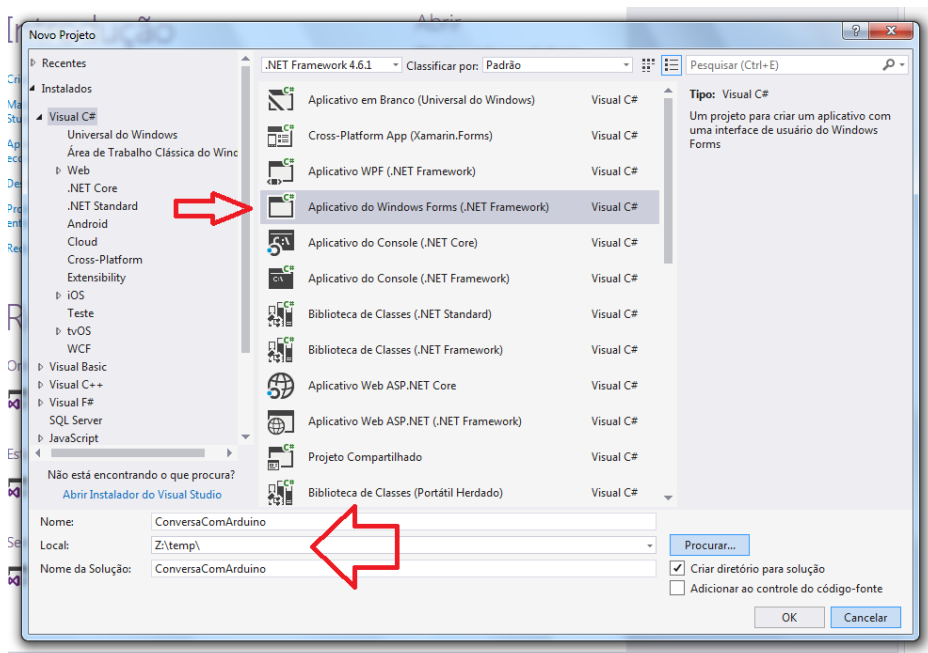 Introdução
Abrir
Novo Projeto
Recentes
Instalados
Visual C#
Universal do Windows
Área de Trabalho Clássica do Winc
Web
.NET Core
.NET Standard
Android
Cloud
Cross-Platform
Extensibility
iOS
Teste
tvOS
WCF
Visual Basic
Visual C++
Visual F#
SQL Server
JavaScript
Não está encontrando o que procura?
Abrir Instalador do Visual Studio
.NET Framework 4.6.1 Classificar por: Padrão
Pesquisar (Ctrl+E)
Aplicativo em Branco (Universal do Windows) Visual C#
Cross-Platform App (Xamarin.Forms) Visual C#
Aplicativo WPF (.NET Framework) Visual C#
Aplicativo do Windows Forms (.NET Framework) Visual C#
Aplicativo do Console (.NET Core) Visual C#
Aplicativo do Console (.NET Framework) Visual C#
Biblioteca de Classes (.NET Standard) Visual C#
Biblioteca de Classes (.NET Framework) Visual C#
Aplicativo Web ASP.NET Core Visual C#
Aplicativo Web ASP.NET (.NET Framework) Visual C#
Projeto Compartilhado Visual C#
Biblioteca de Classes (Portátil Herdado) Visual C#
Tipo: Visual C#
Um projeto para criar um aplicativo com
uma interface de usuário do Windows
Forms
Nome: ConversaComArduino
Local: Z:\temp\
Procurar...
Nome da Solução: ConversaComArduino
Criar diretório para solução
Adicionar ao controle do código-fonte
OK Cancelar